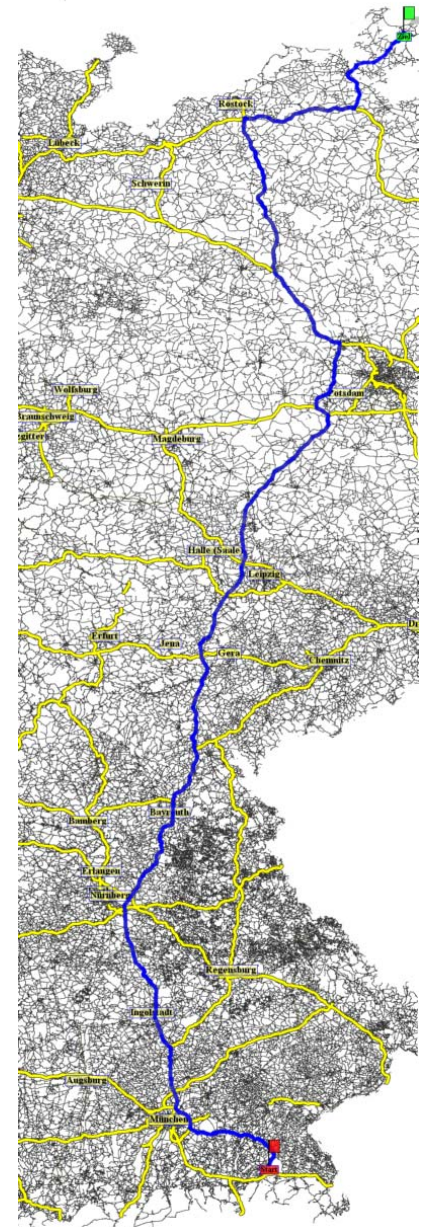 Ziel
Rostock
Lübeck
Schwerin
Wolfsburg
Potsdam
Braunschweig
zgitter
Magdeburg
Halle (Saale)
Leipzig
Erfurt
Jena
Gera
Chemnitz
Bayreuth
Bamberg
Erlangen
Nürnberg
Regensburg
Ingolstadt
Augsburg
München
Start